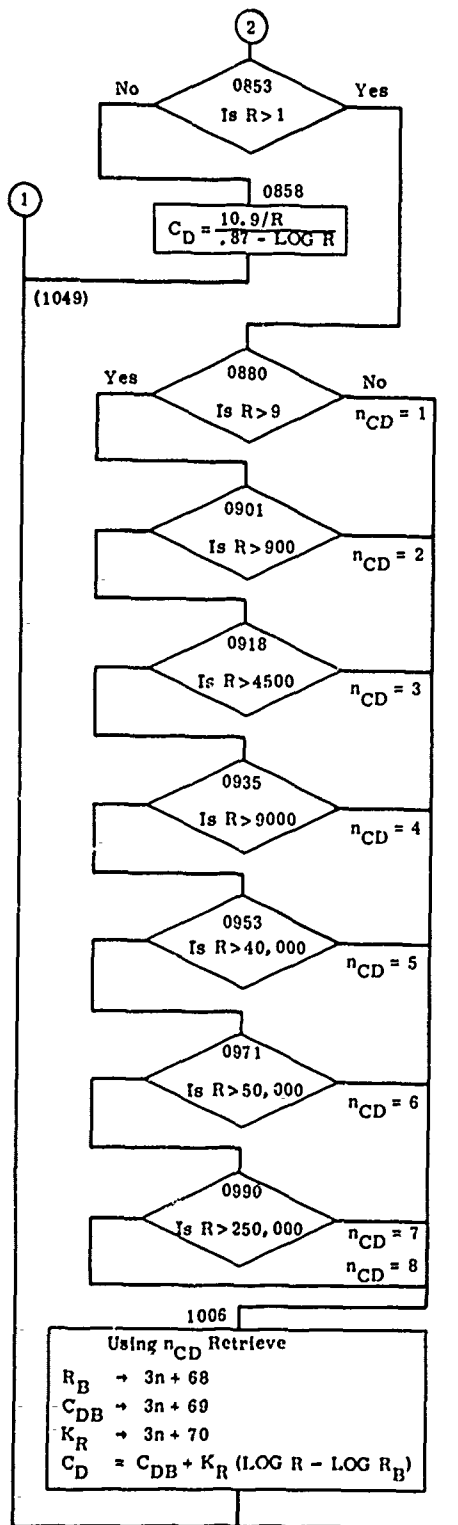 2
No
0853
Yes
Is R > 1
1
0858
C_D = 10.9/R / .87 - LOG R
(1049)
Yes
0880
No
Is R > 9
n_CD = 1
0901
Is R > 900
n_CD = 2
0918
Is R > 4500
n_CD = 3
0935
Is R > 9000
n_CD = 4
0953
Is R > 40,000
n_CD = 5
0971
Is R > 50,000
n_CD = 6
0990
Is R > 250,000
n_CD = 7
n_CD = 8
1006
Using n_CD Retrieve
R_B → 3n + 68
C_DB → 3n + 69
K_R → 3n + 70
C_D = C_DB + K_R (LOG R - LOG R_B)